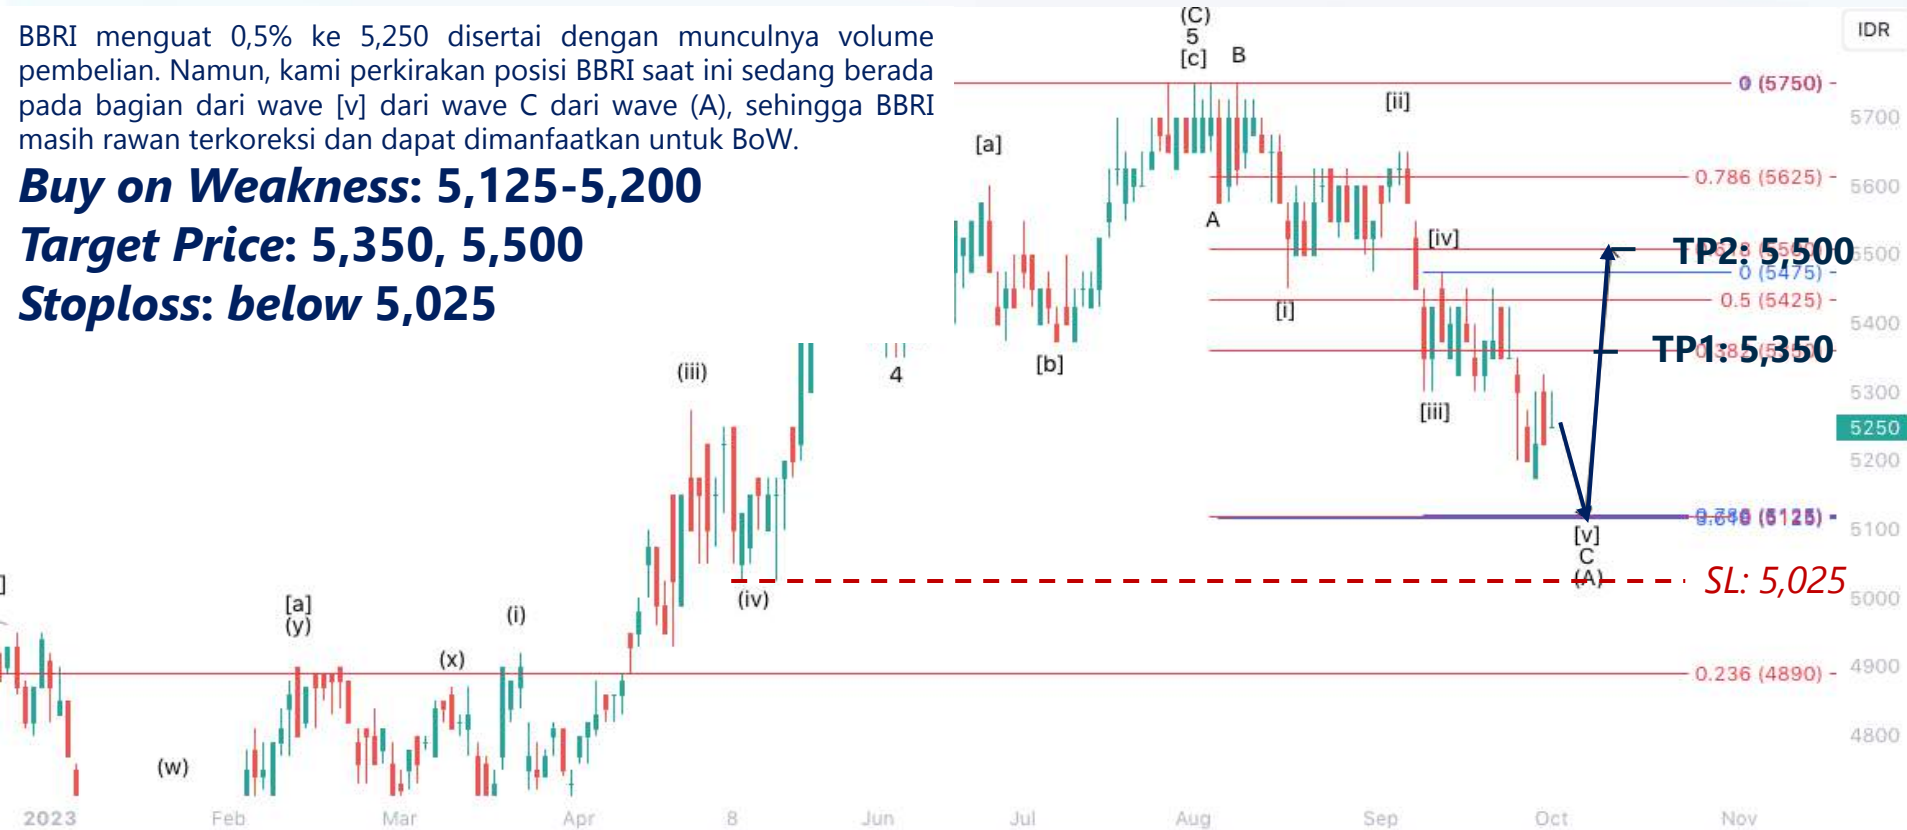 BBRI menguat 0,5% ke 5,250 disertai dengan munculnya volume
pembelian. Namun, kami perkirakan posisi BBRI saat ini sedang berada
pada bagian dari wave [v] dari wave C dari wave (A), sehingga BBRI
masih rawan terkoreksi dan dapat dimanfaatkan untuk BoW.
Buy on Weakness: 5,125-5,200
Target Price: 5,350, 5,500
Stoploss: below 5,025
IDR
(C)
5
[c]
B
0 (5750)
[ii]
5700
[a]
0.786 (5625)
5600
A
[iv]
TP2: 5,500
5500
0 (5475)
0.5 (5425)
[i]
5400
TP1: 5,350
[b]
(iii)
4
5300
[iii]
5250
5200
5100
[v]
C
(A)
SL: 5,025
(iv)
5000
[a]
(y)
(i)
(x)
4900
0.236 (4890)
4800
(w)
2023
Feb
Mar
Apr
8
Jun
Jul
Aug
Sep
Oct
Nov